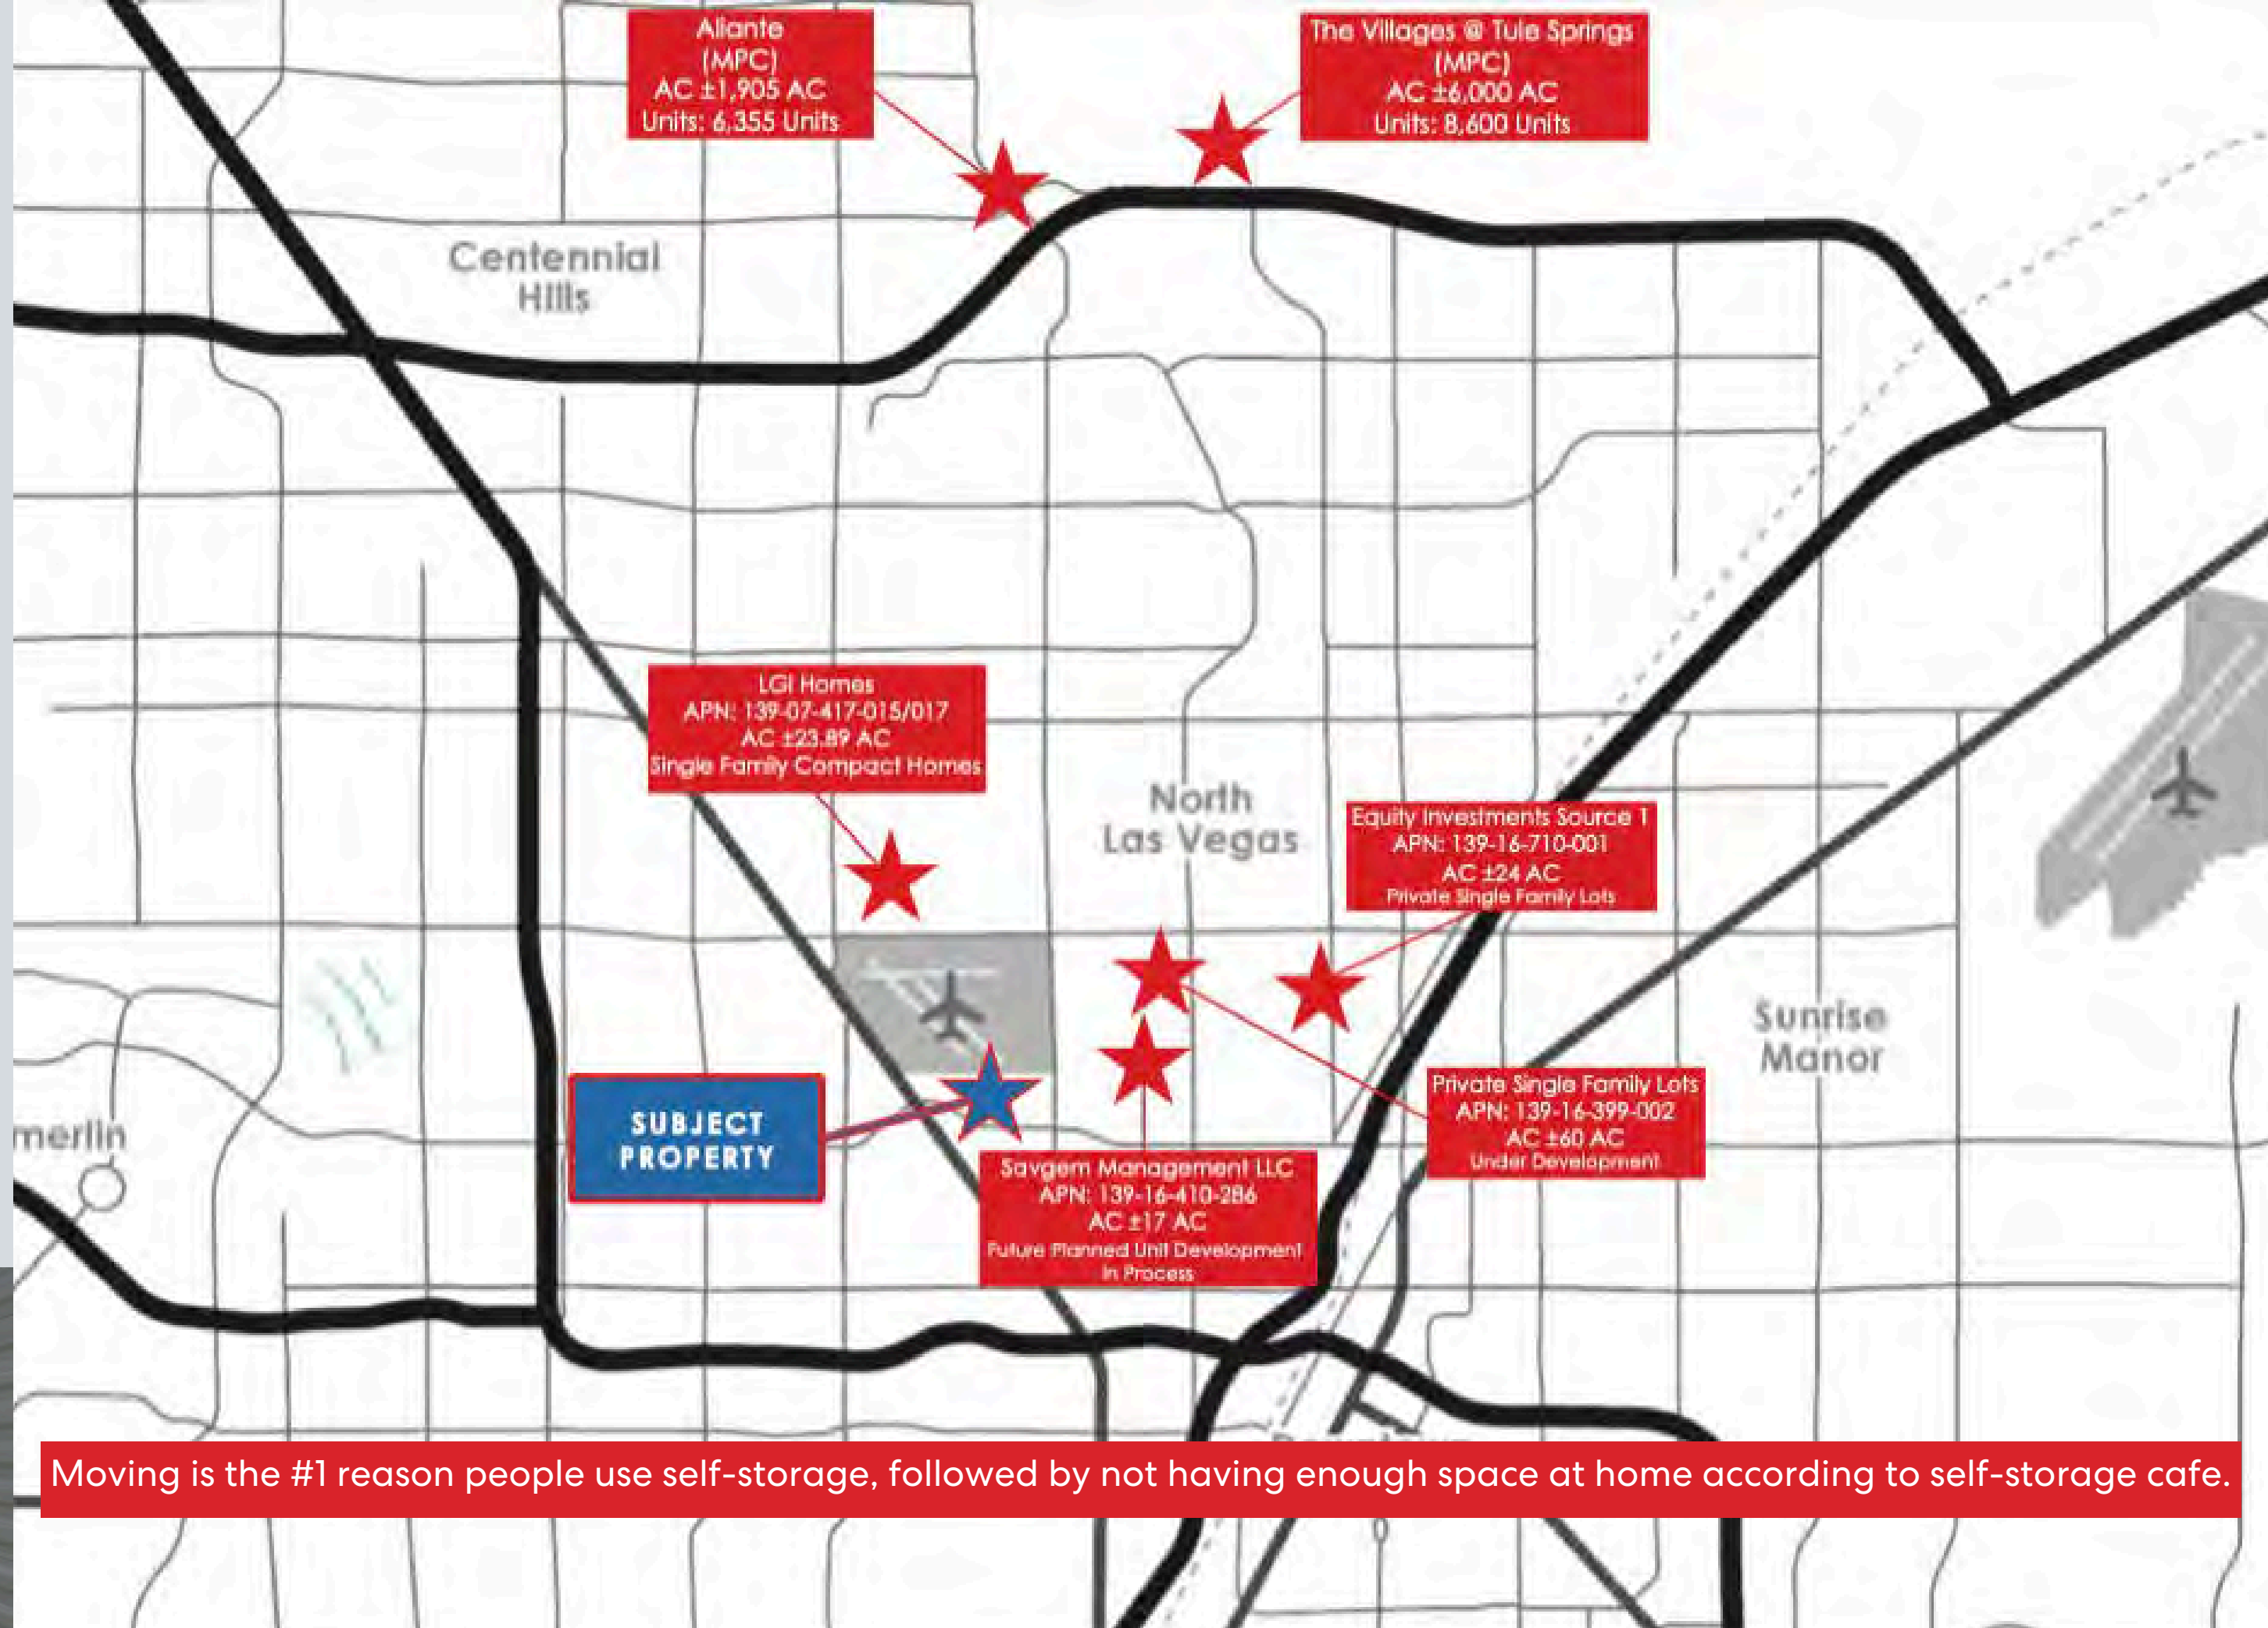 Aliante
(MPC)
AC ±1,905 AC
Units: 6,355 Units
The Villages @ Tule Springs
(MPC)
AC ±6,000 AC
Units: 8,600 Units
Centennial
Hills
LGI Homes
APN: 139-07-417-015/017
AC ±23.89 AC
Single Family Compact Homes
North
Las Vegas
Equity Investments Source 1
APN: 139-16-710-001
AC ±24 AC
Private Single Family Lots
Sunrise
Manor
SUBJECT
PROPERTY
merlin
Private Single Family Lots
APN: 139-16-399-002
AC ±60 AC
Under Development
Savgem Management LLC
APN: 139-16-410-286
AC ±17 AC
Future Planned Unit Development
In Process
Moving is the #1 reason people use self-storage, followed by not having enough space at home according to self-storage cafe.